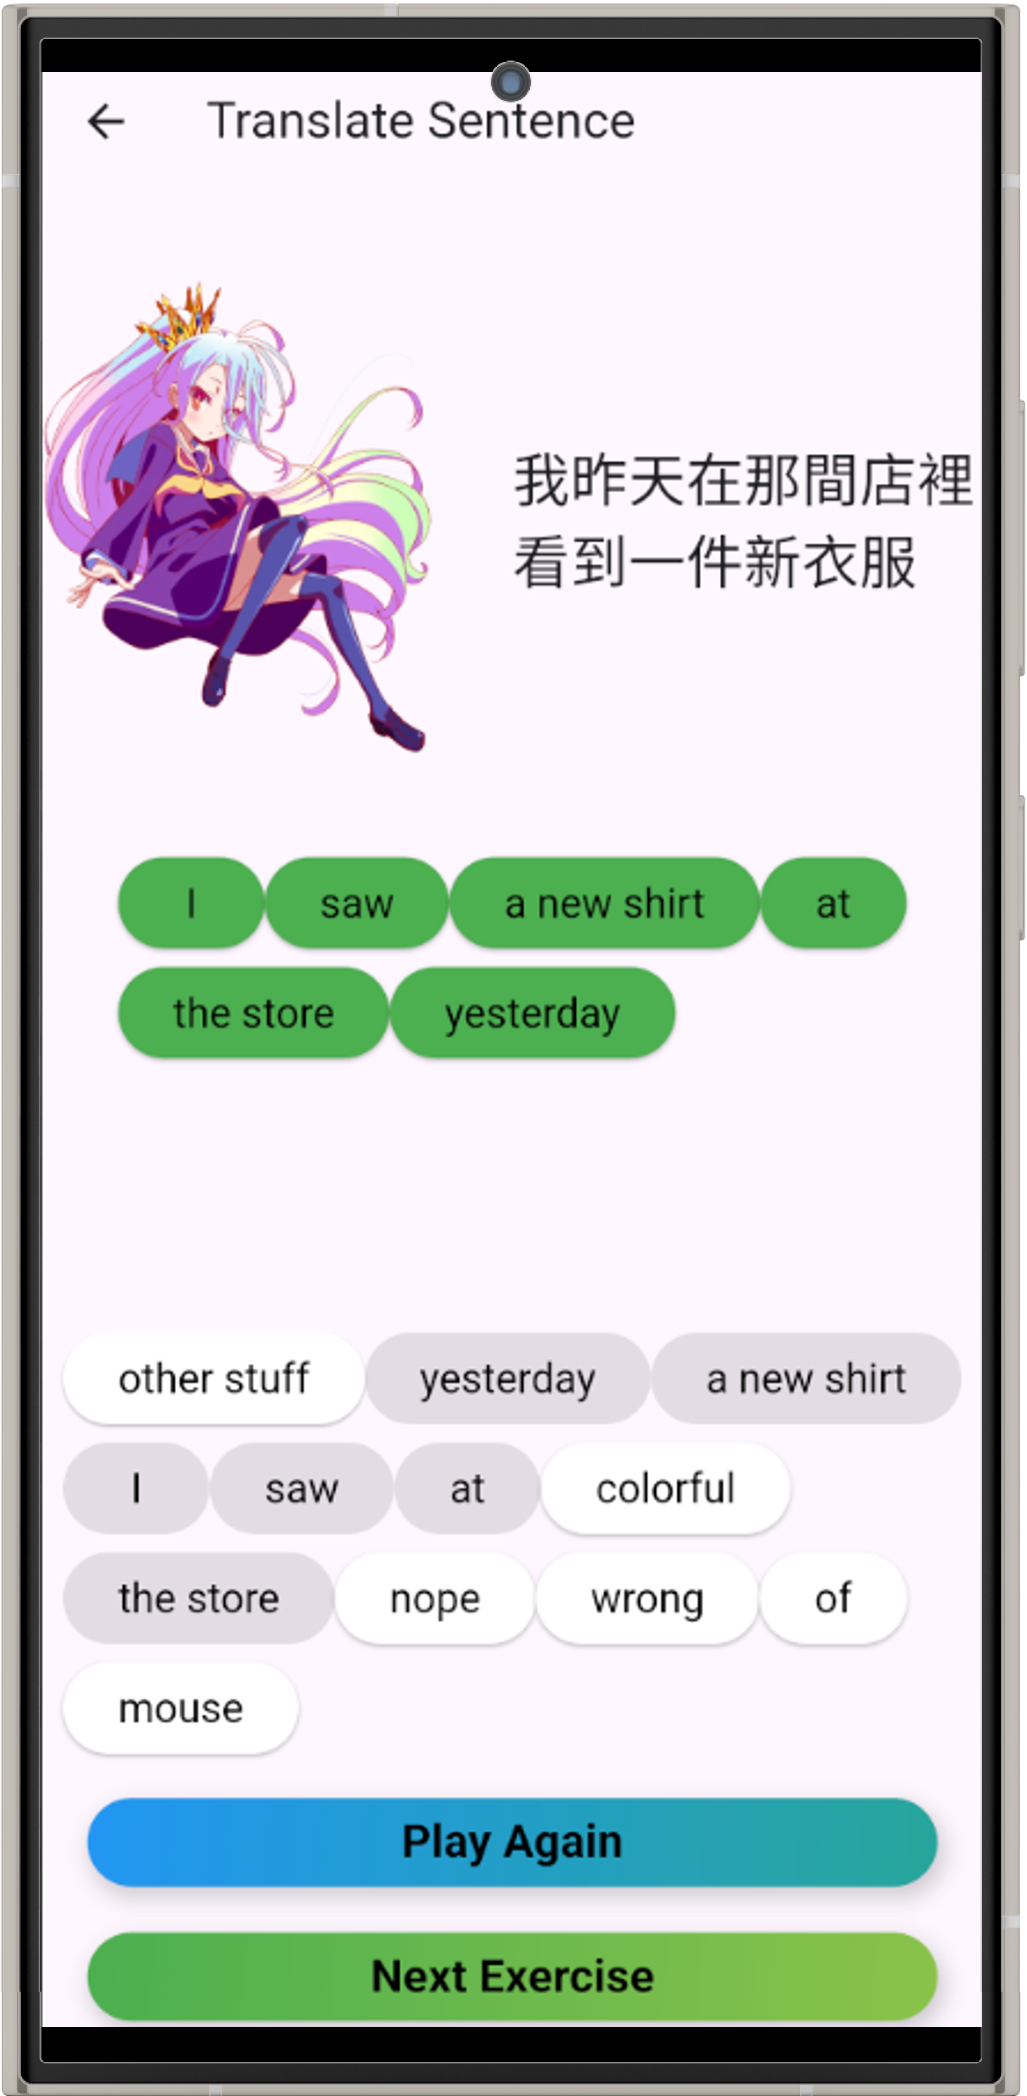 Translate Sentence
我昨天在那間店裡
看到一件新衣服
I saw a new shirt at
the store yesterday
other stuff yesterday a new shirt
I saw at colorful
the store nope wrong of
mouse
Play Again
Next Exercise